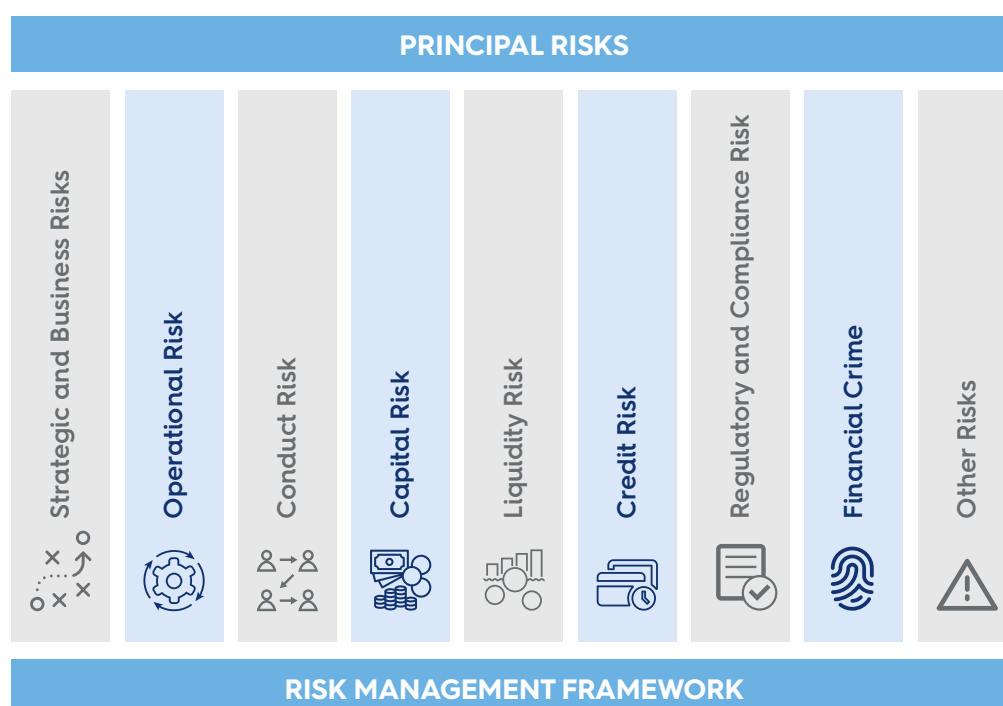 PRINCIPAL RISKS
Strategic and Business Risks
Operational Risk
Conduct Risk
Capital Risk
Liquidity Risk
Credit Risk
Regulatory and Compliance Risk
Financial Crime
Other Risks
RISK MANAGEMENT FRAMEWORK